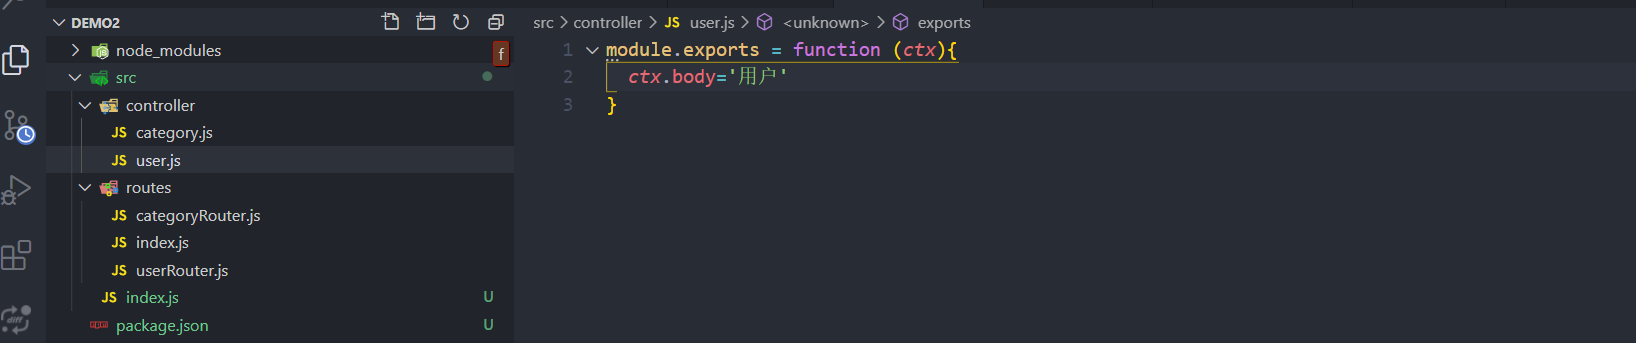 DEMO2
node_modules
f
src
controller
JS category.js
JS user.js
routes
JS categoryRouter.js
JS index.js
JS userRouter.js
JS index.js U
package.json U
src > controller > JS user.js > <unknown> > exports
1 module.exports = function (ctx){
2 ctx.body='用户'
3 }